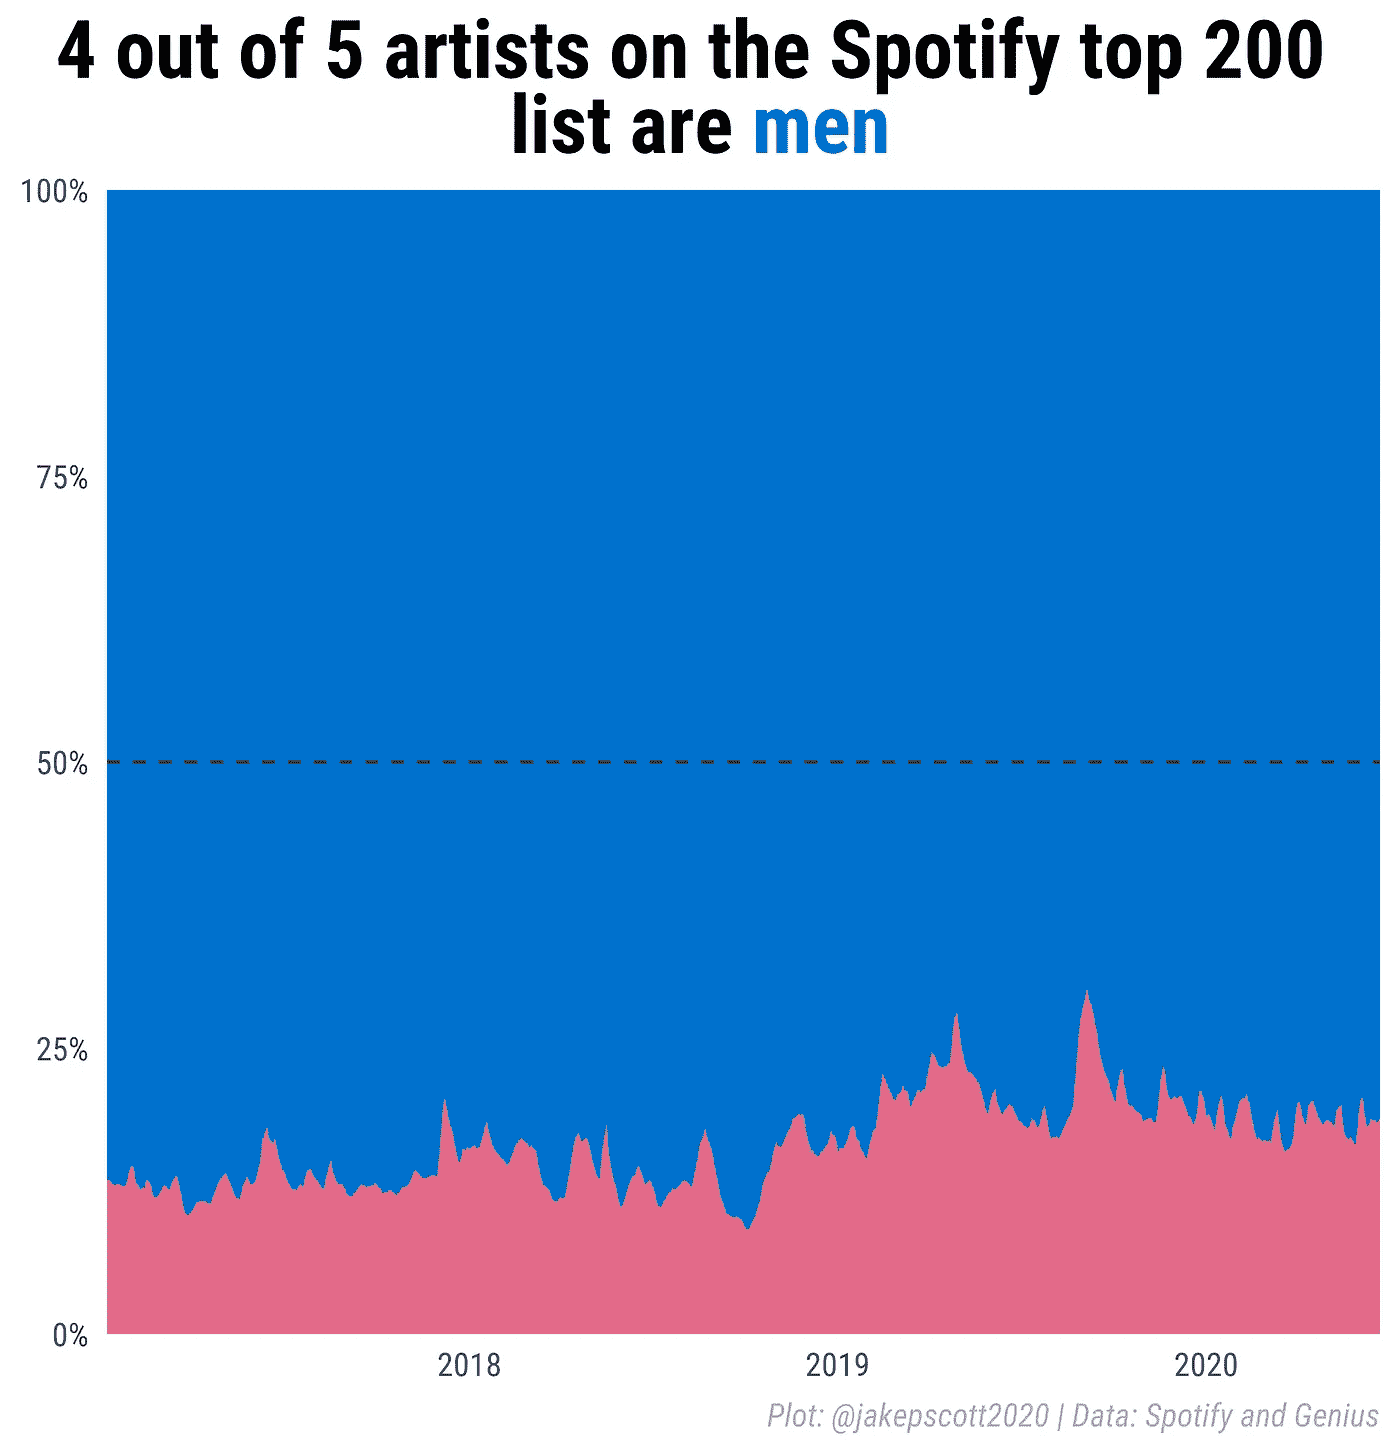 4 out of 5 artists on the Spotify top 200
list are men
100%
75%
50%
25%
0%
2018 2019 2020
Plot: @jakepscott2020 | Data: Spotify and Genius